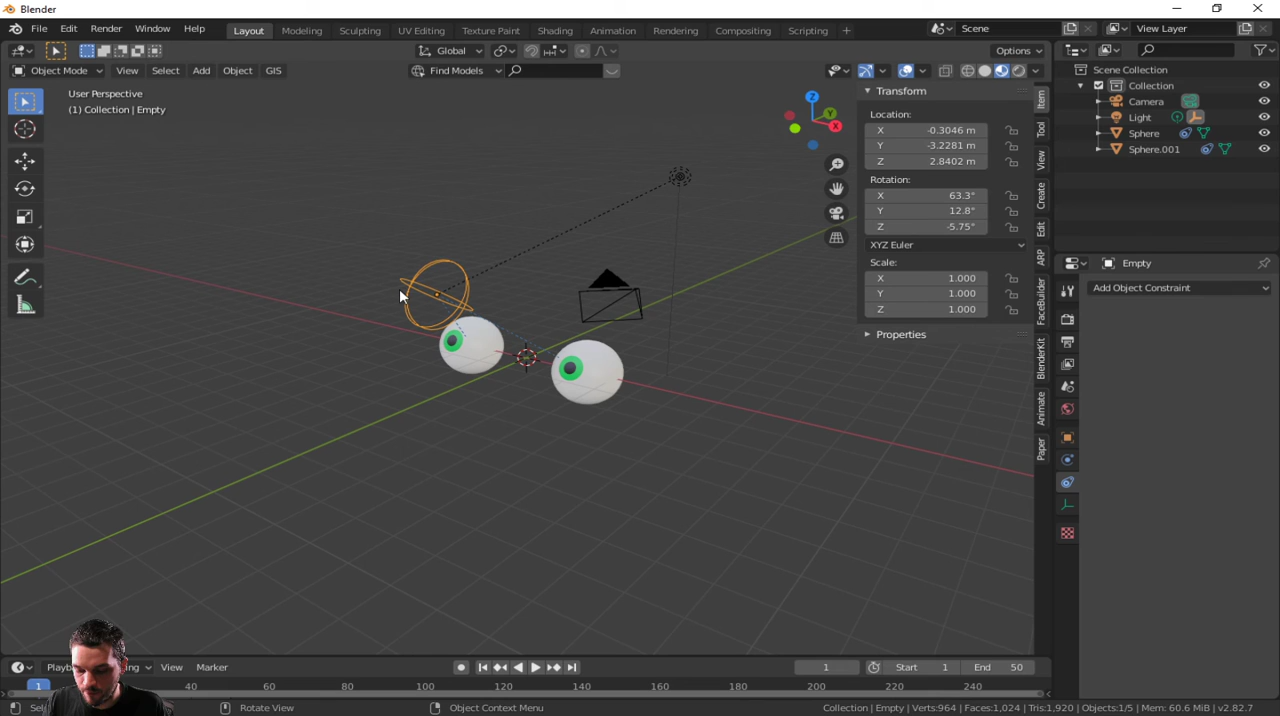 Blender
File Edit Render Window Help
Layout Modeling Sculpting UV Editing Texture Paint Shading Animation Rendering Compositing Scripting +
Scene
View Layer
Global
Options
Object Mode View Select Add Object GIS
Find Models
User Perspective
(1) Collection | Empty
Z
Y
X
Transform
Location:
X -0.3046 m
Y -3.2281 m
Z 2.8402 m
Rotation:
X 63.3°
Y 12.8°
Z -5.75°
XYZ Euler
Scale:
X 1.000
Y 1.000
Z 1.000
Properties
Item
Tool
View
Create
Edit
ARP
FaceBuilder
BlenderKit
Animate
Paper
Scene Collection
Collection
Camera
Light
Sphere
Sphere.001
Empty
Add Object Constraint
View Marker
1
Start 1
End 50
1 40 60 80 100 120 140 160 180 200 220 240
Rotate View
Object Context Menu
Collection | Empty | Verts:964 | Faces:1,024 | Tris:1,920 | Objects:1/5 | Mem: 60.6 MiB | v2.82.7